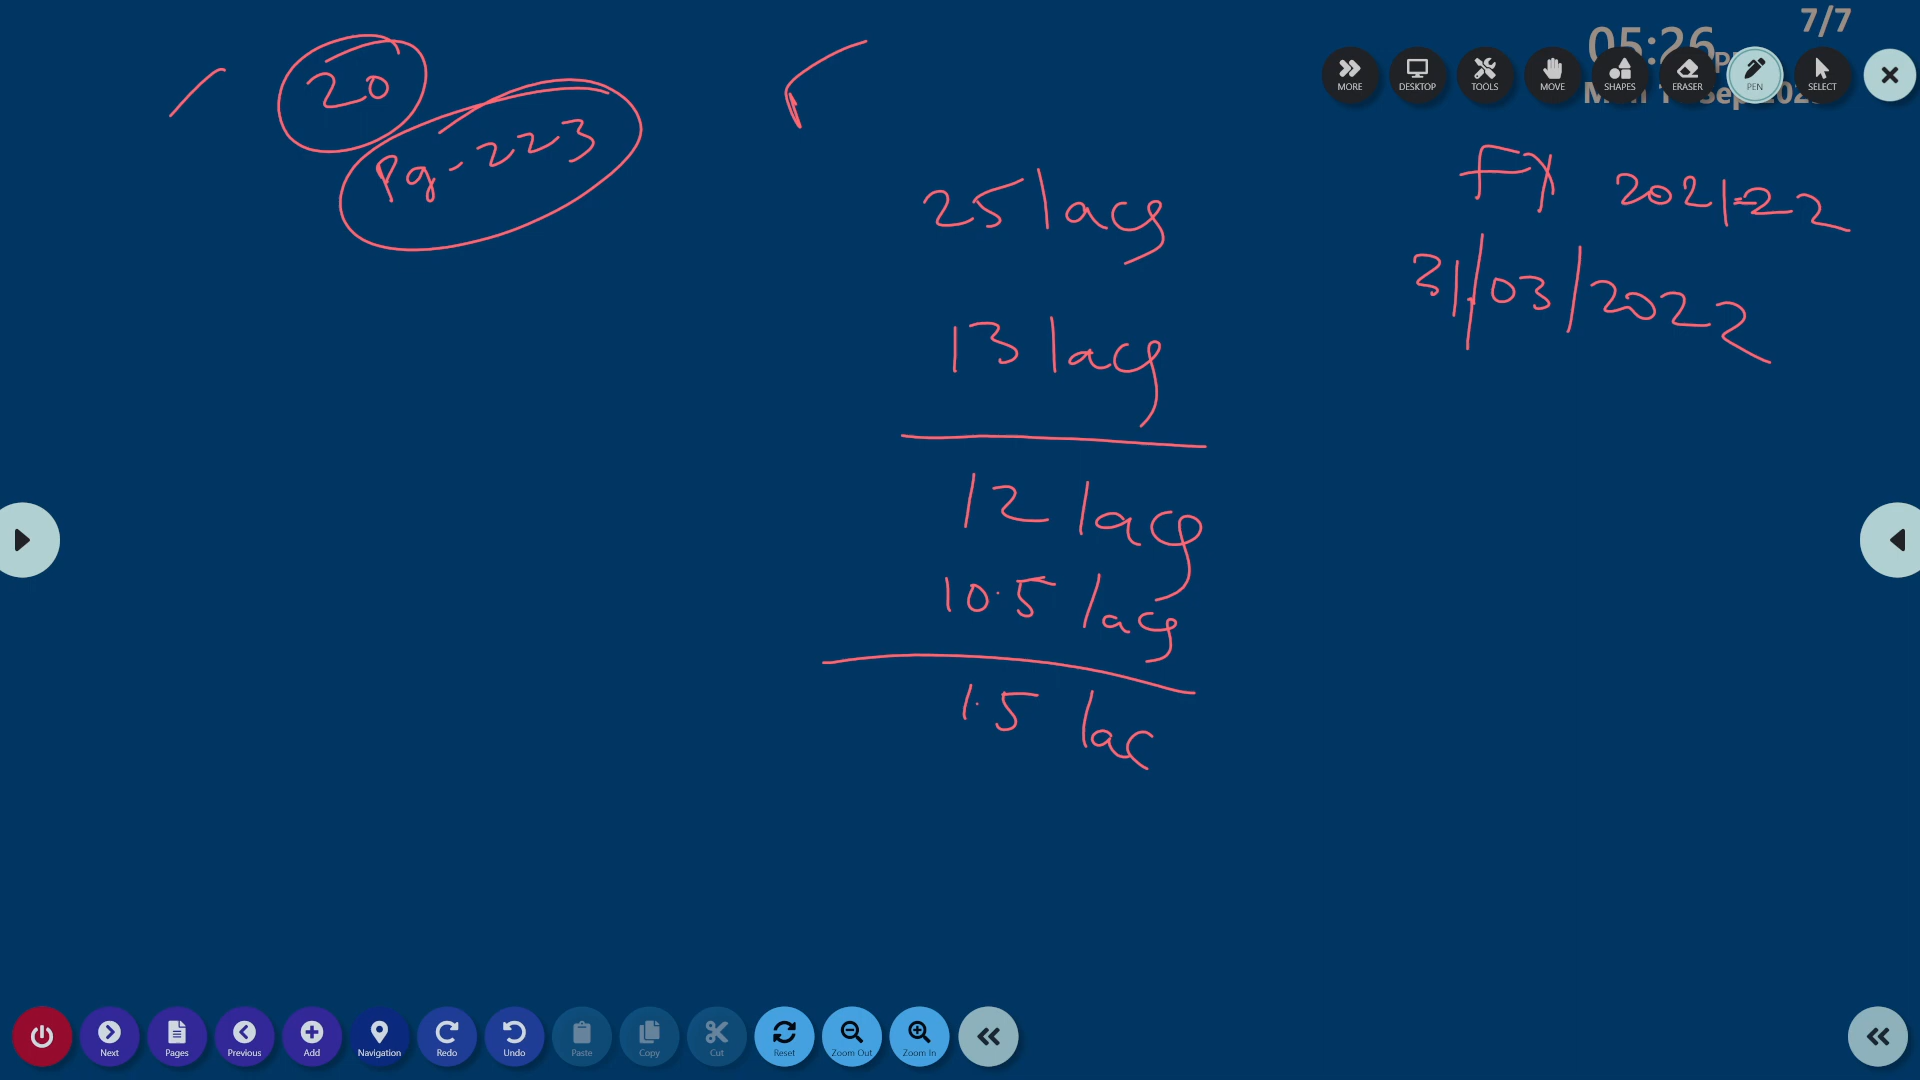 7/7
05:26
MORE
DESKTOP
TOOLS
MOVE
SHAPES
ERASER
PEN
SELECT
20
Pg-223
FY 2021-22
31/03/2022
25 lacs
13 lacs
12 lacs
10.5 lacs
1.5 lac
Next
Pages
Previous
Add
Navigation
Redo
Undo
Paste
Copy
Cut
Reset
Zoom Out
Zoom In